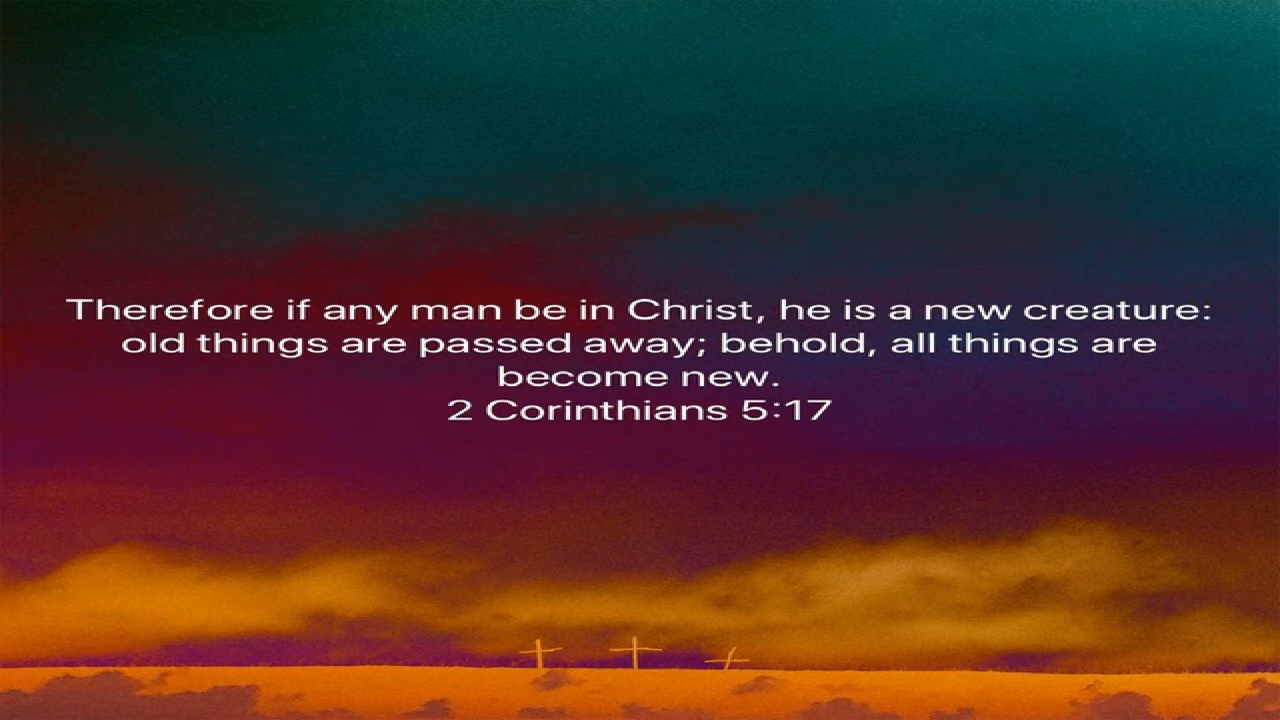 Therefore if any man be in Christ, he is a new creature:
old things are passed away; behold, all things are
become new.
2 Corinthians 5:17